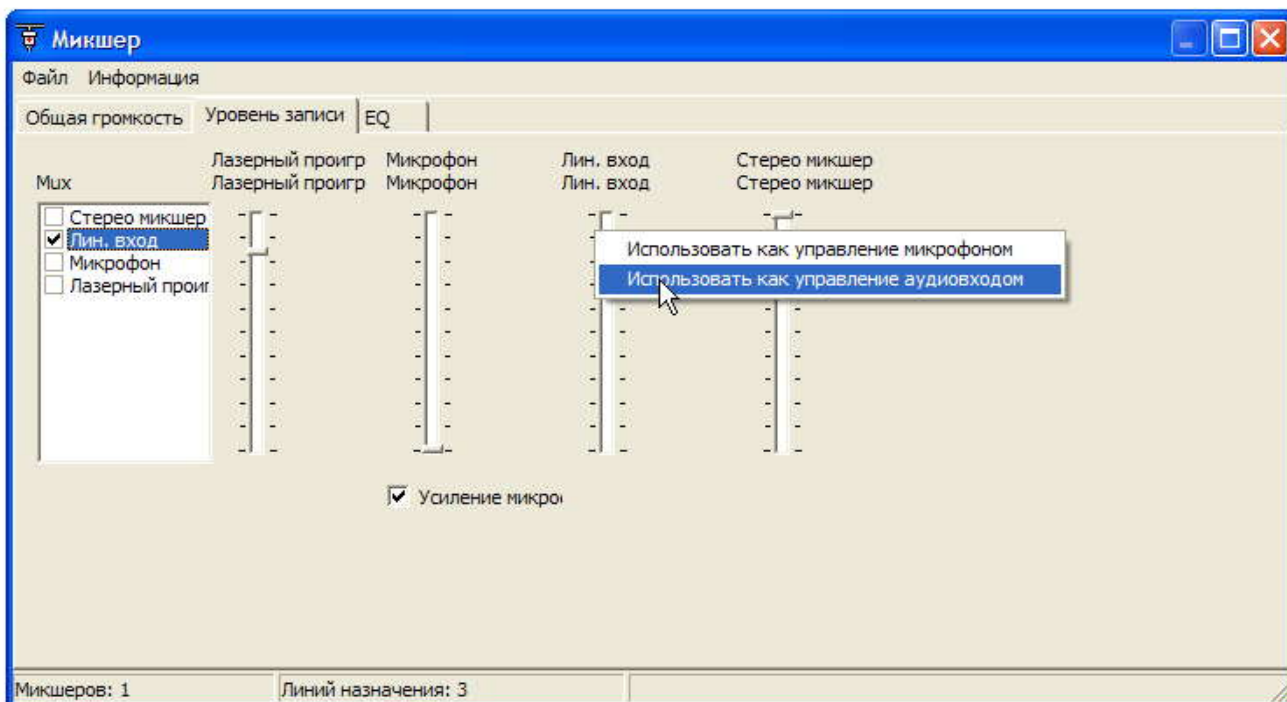 Микшер
Файл Информация
Общая громкость Уровень записи EQ
Лазерный проигр Микрофон Лин. вход Стерео микшер
Mux Лазерный проигр Микрофон Лин. вход Стерео микшер
Стерео микшер
Лин. вход
Микрофон
Лазерный проиг
Использовать как управление микрофоном
Использовать как управление аудиовходом
Усиление микро
Микшеров: 1 Линий назначения: 3